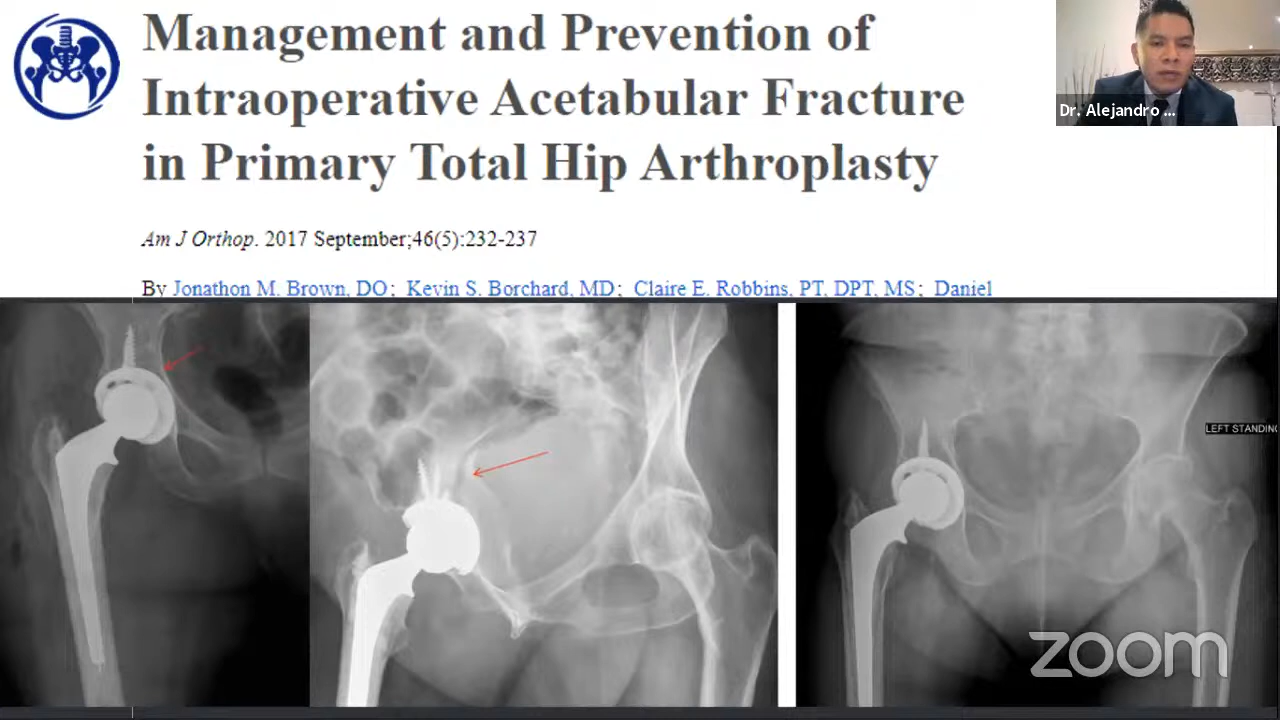 Management and Prevention of
Intraoperative Acetabular Fracture
in Primary Total Hip Arthroplasty
Am J Orthop. 2017 September;46(5):232-237
By Jonathon M. Brown, DO; Kevin S. Borchard, MD; Claire E. Robbins, PT, DPT, MS; Daniel
Dr. Alejandro ...
LEFT STANDING
zoom